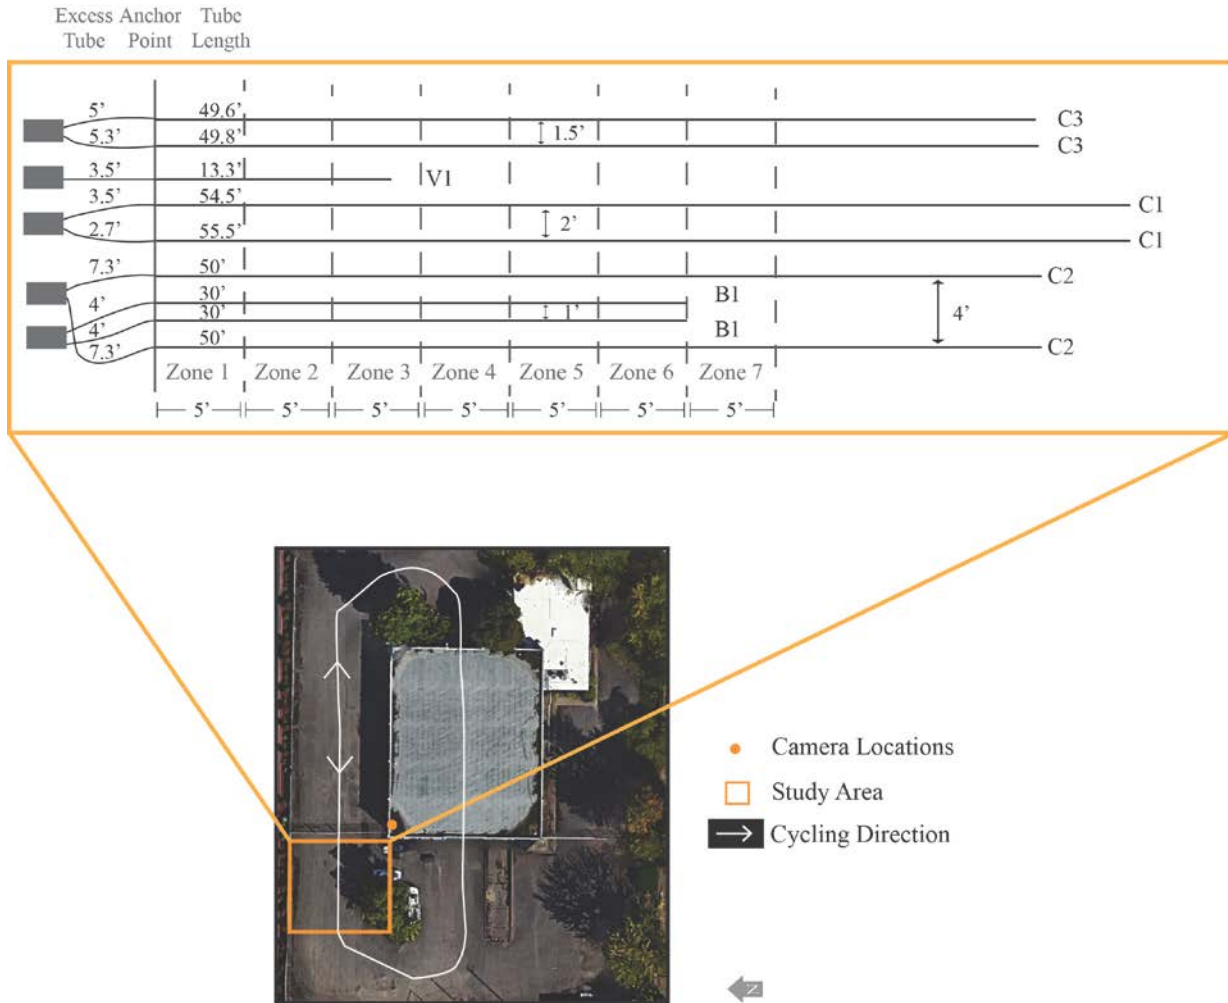 Excess Anchor Tube
Tube Point Length
5’ 49.6’ C3
1.5’
5.3’ 49.8’ C3
3.5’ 13.3’ V1
3.5’ 54.5’ C1
2’
2.7’ 55.5’ C1
7.3’ 50’ C2
4’ 30’ B1
1’ 4’
4’ 30’ B1
7.3’ 50’ C2
Zone 1 Zone 2 Zone 3 Zone 4 Zone 5 Zone 6 Zone 7
5’ 5’ 5’ 5’ 5’ 5’ 5’
Camera Locations
Study Area
Cycling Direction
N